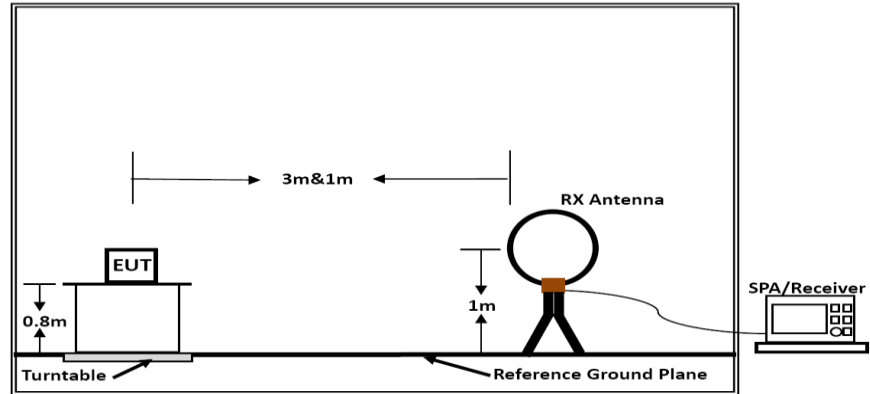 3m&1m
RX Antenna
EUT
SPA/Receiver
0.8m
1m
Turntable
Reference Ground Plane